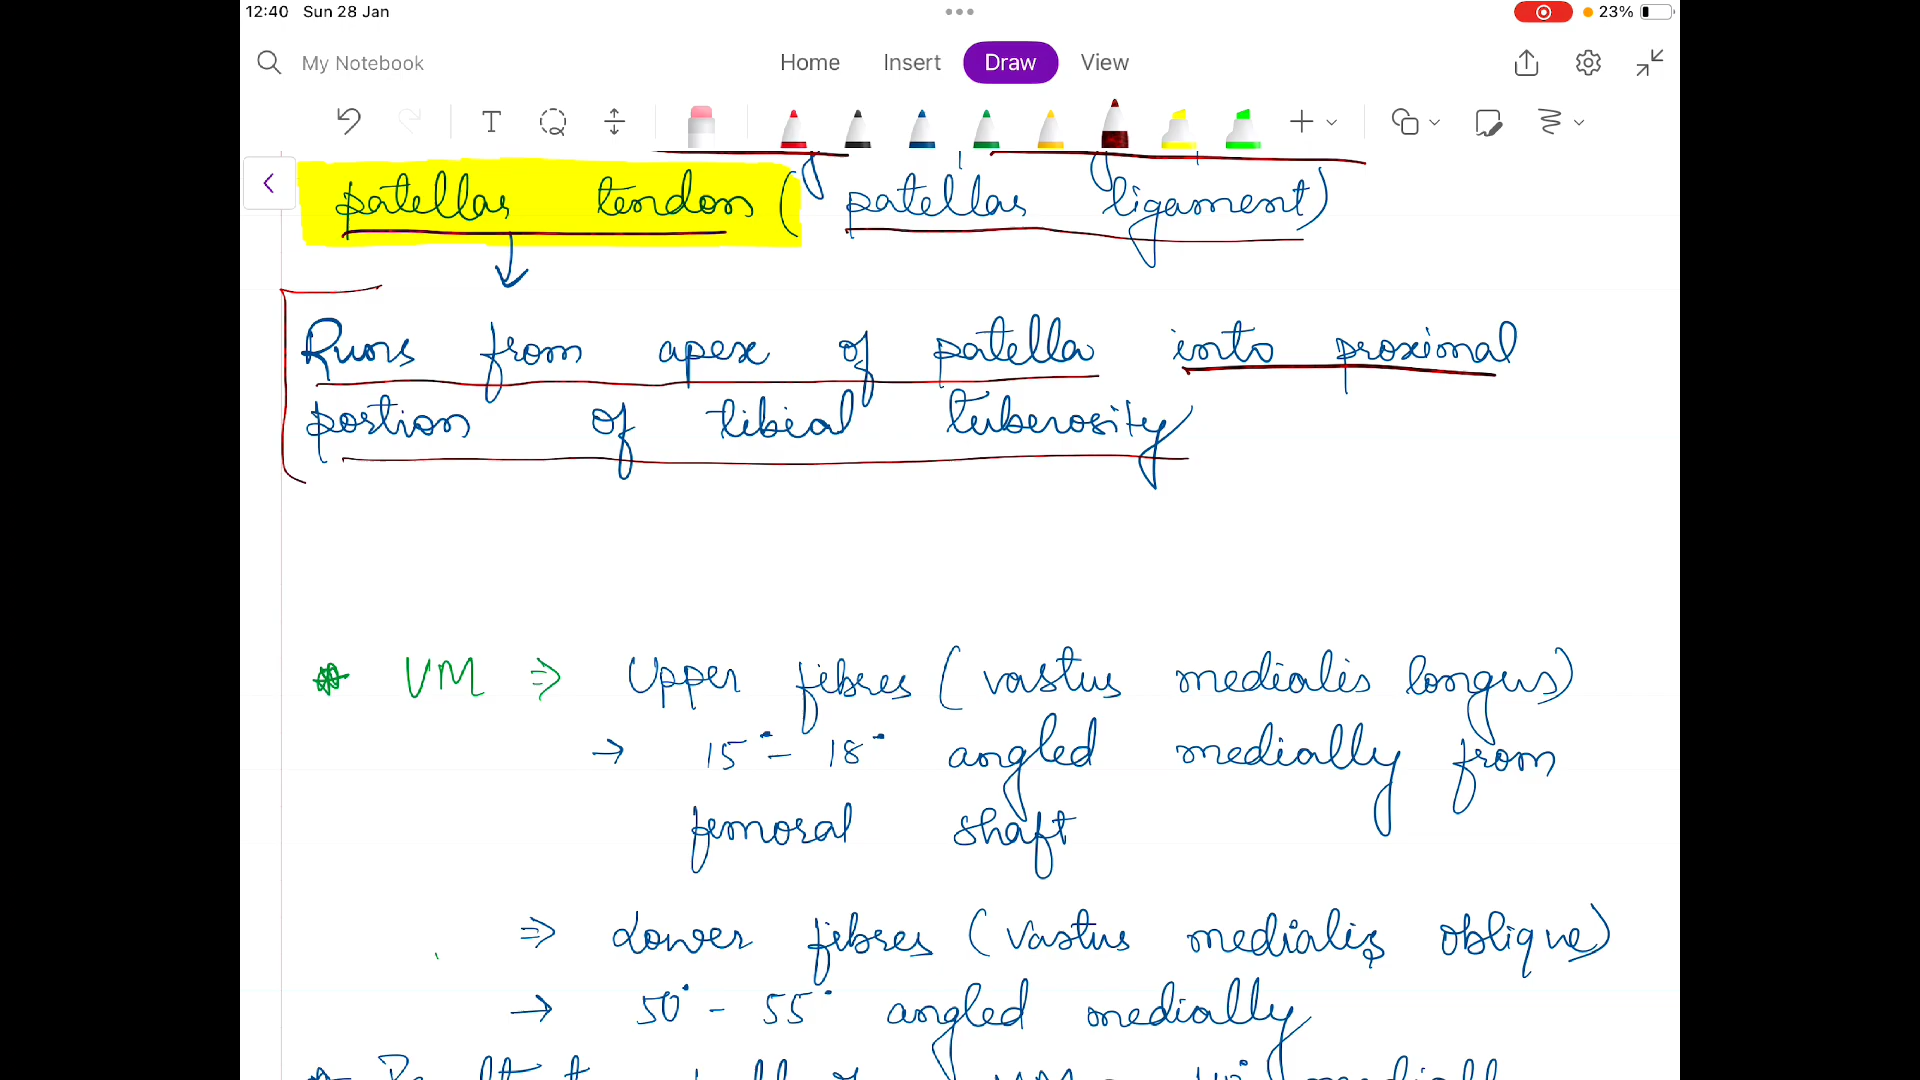 12:40 Sun 28 Jan
23%
My Notebook
Home Insert Draw View
patellar tendon (patellar ligament)
Runs from apex of patella into proximal
portion of tibial tuberosity
* VM ⇒ Upper fibres (vastus medialis longus)
→ 15° - 18° angled medially from
femoral shaft
⇒ Lower fibres (vastus medialis oblique)
→ 50° - 55° angled medially